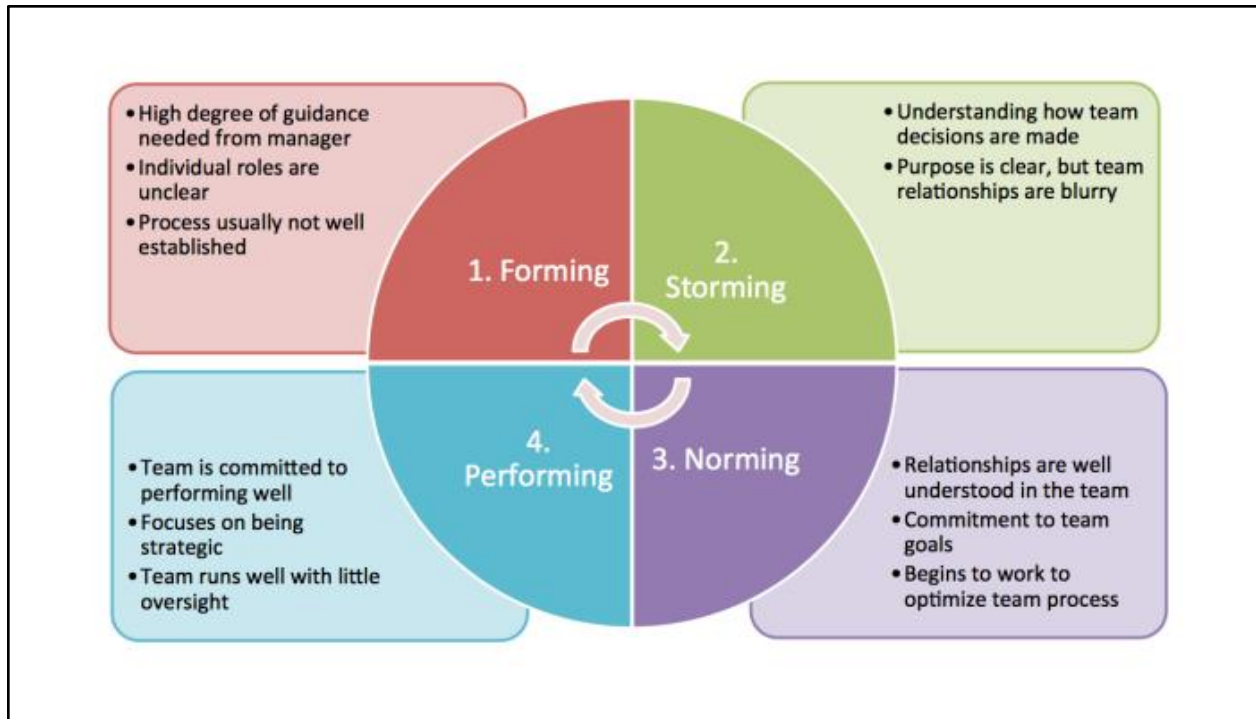 • High degree of guidance
needed from manager
• Individual roles are
unclear
• Process usually not well
established
1. Forming
• Understanding how team
decisions are made
• Purpose is clear, but team
relationships are blurry
2.
Storming
• Relationships are well
understood in the team
• Commitment to team
goals
• Begins to work to
optimize team process
3. Norming
• Team is committed to
performing well
• Focuses on being
strategic
• Team runs well with little
oversight
4.
Performing